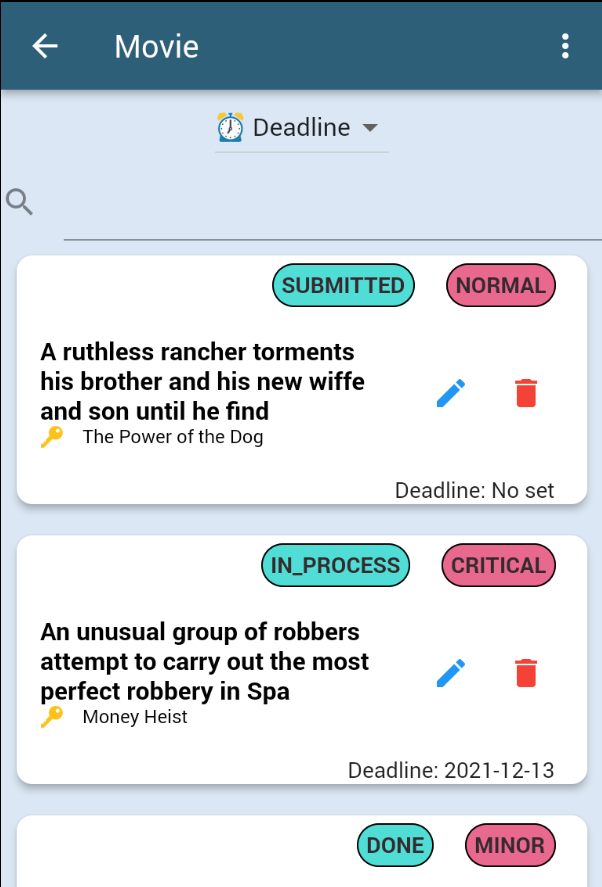 Movie
Deadline
SUBMITTED NORMAL
A ruthless rancher torments
his brother and his new wiffe
and son until he find
The Power of the Dog
Deadline: No set
IN_PROCESS CRITICAL
An unusual group of robbers
attempt to carry out the most
perfect robbery in Spa
Money Heist
Deadline: 2021-12-13
DONE MINOR